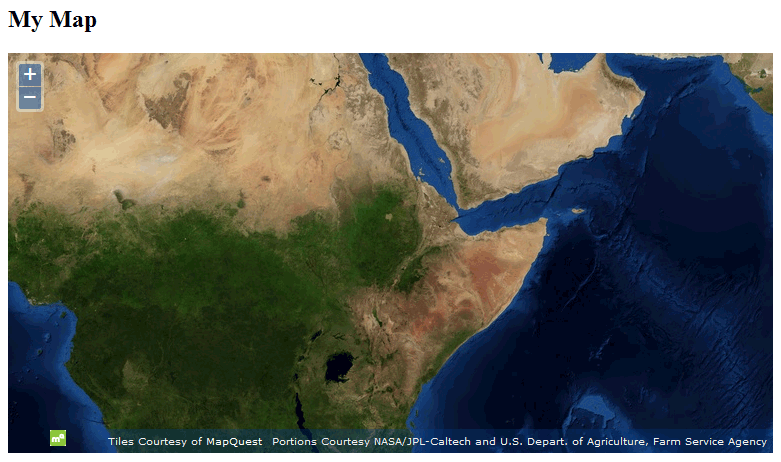 My Map
+
−
m
Tiles Courtesy of MapQuest Portions Courtesy NASA/JPL-Caltech and U.S. Depart. of Agriculture, Farm Service Agency